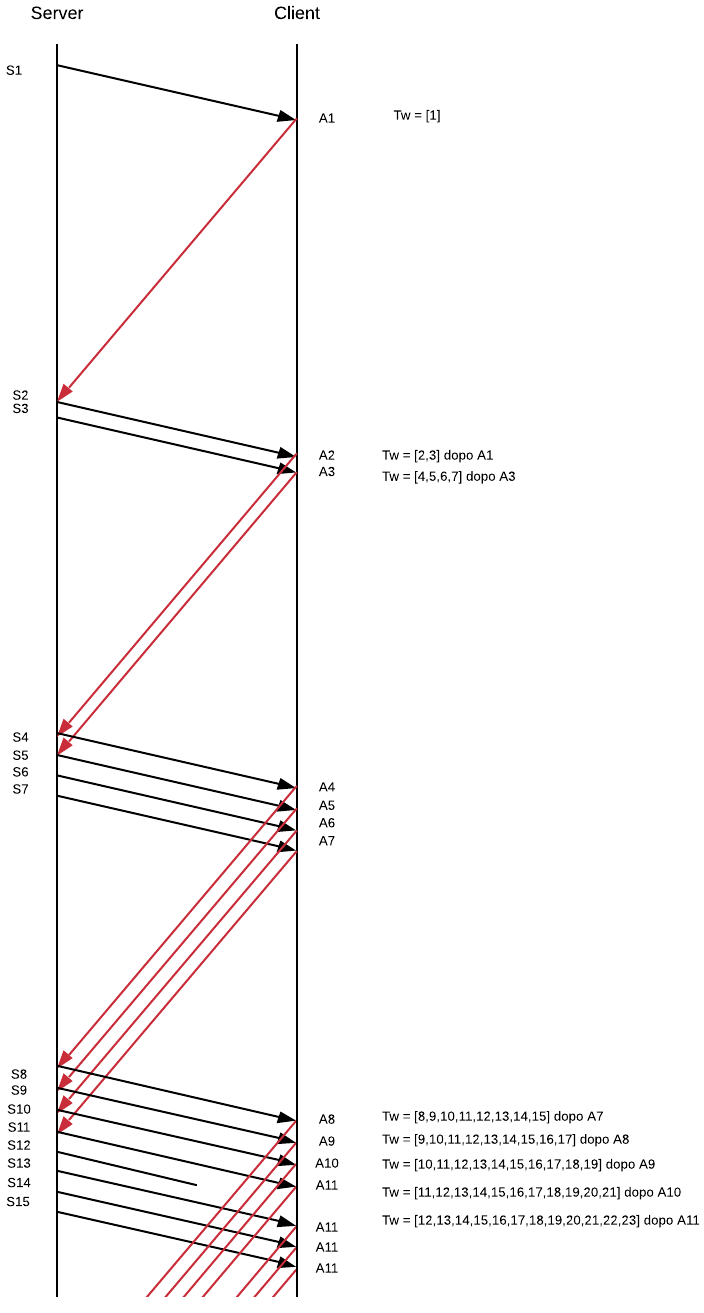 Server Client
S1
A1 Tw = [1]
S2
S3
A2 Tw = [2,3] dopo A1
A3 Tw = [4,5,6,7] dopo A3
S4
S5
S6
S7
A4
A5
A6
A7
S8
S9
S10
S11
S12
S13
S14
S15
A8 Tw = [8,9,10,11,12,13,14,15] dopo A7
A9 Tw = [9,10,11,12,13,14,15,16,17] dopo A8
A10 Tw = [10,11,12,13,14,15,16,17,18,19] dopo A9
A11 Tw = [11,12,13,14,15,16,17,18,19,20,21] dopo A10
A11 Tw = [12,13,14,15,16,17,18,19,20,21,22,23] dopo A11
A11
A11